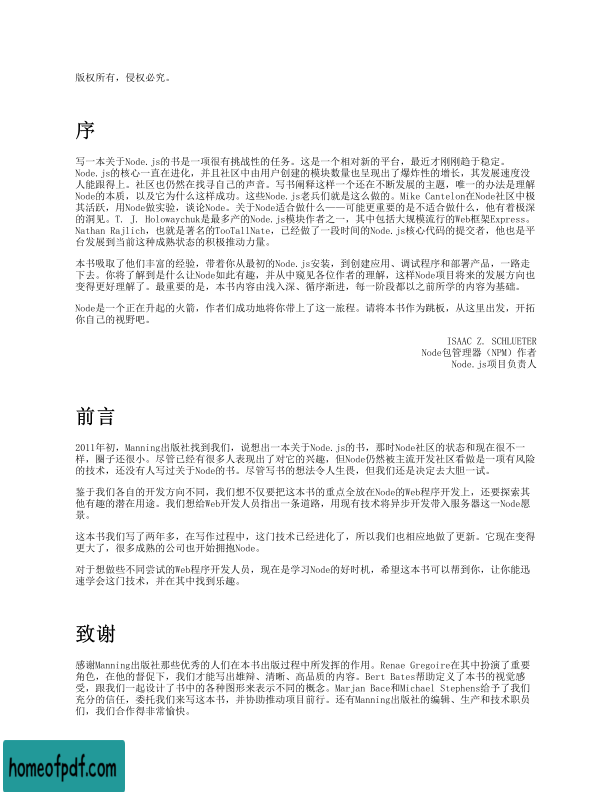 版权所有，侵权必究。
序
写一本关于Node.js的书是一项很有挑战性的任务。这是一个相对新的平台，最近才刚刚趋于稳定。
Node.js的核心一直在进化，并且社区中由用户创建的模块数量也呈现出了爆炸性的增长，其发展速度没
人能跟得上。社区也仍然在找寻自己的声音。写书阐释这样一个还在不断发展的主题，唯一的办法是理解
Node的本质，以及它为什么这样成功。这些Node.js老兵们就是这么做的。Mike Cantelon在Node社区中极
其活跃，用Node做实验，谈论Node。关于Node适合做什么——可能更重要的是不适合做什么，他有着极深
的洞见。T. J. Holowaychuk是最多产的Node.js模块作者之一，其中包括大规模流行的Web框架Express。
Nathan Rajlich，也就是著名的TooTallNate，已经做了一段时间的Node.js核心代码的提交者，他也是平
台发展到当前这种成熟状态的积极推动力量。
本书吸取了他们丰富的经验，带着你从最初的Node.js安装，到创建应用、调试程序和部署产品，一路走
下去。你将了解到是什么让Node如此有趣，并从中窥见各位作者的理解，这样Node项目将来的发展方向也
变得更好理解了。最重要的是，本书内容由浅入深、循序渐进，每一阶段都以之前所学的内容为基础。
Node是一个正在升起的火箭，作者们成功地将你带上了这一旅程。请将本书作为跳板，从这里出发，开拓
你自己的视野吧。
ISAAC Z. SCHLUETER
Node包管理器（NPM）作者
Node.js项目负责人
前言
2011年初，Manning出版社找到我们，说想出一本关于Node.js的书，那时Node社区的状态和现在很不一
样，圈子还很小。尽管已经有很多人表现出了对它的兴趣，但Node仍然被主流开发社区看做是一项有风险
的技术，还没有人写过关于Node的书。尽管写书的想法令人生畏，但我们还是决定去大胆一试。
鉴于我们各自的开发方向不同，我们想不仅要把这本书的重点全放在Node的Web程序开发上，还要探索其
他有趣的潜在用途。我们想给Web开发人员指出一条道路，用现有技术将异步开发带入服务器这一Node愿
景。
这本书我们写了两年多，在写作过程中，这门技术已经进化了，所以我们也相应地做了更新。它现在变得
更大了，很多成熟的公司也开始拥抱Node。
对于想做些不同尝试的Web程序开发人员，现在是学习Node的好时机，希望这本书可以帮到你，让你能迅
速学会这门技术，并在其中找到乐趣。
致谢
感谢Manning出版社那些优秀的人们在本书出版过程中所发挥的作用。Renae Gregoire在其中扮演了重要
角色，在他的督促下，我们才能写出雄辩、清晰、高品质的内容。Bert Bates帮助定义了本书的视觉感
受，跟我们一起设计了书中的各种图形来表示不同的概念。Marjan Bace和Michael Stephens给予了我们
充分的信任，委托我们来写这本书，并协助推动项目前行。还有Manning出版社的编辑、生产和技术职员
们，我们合作得非常愉快。
homeofpdf.com